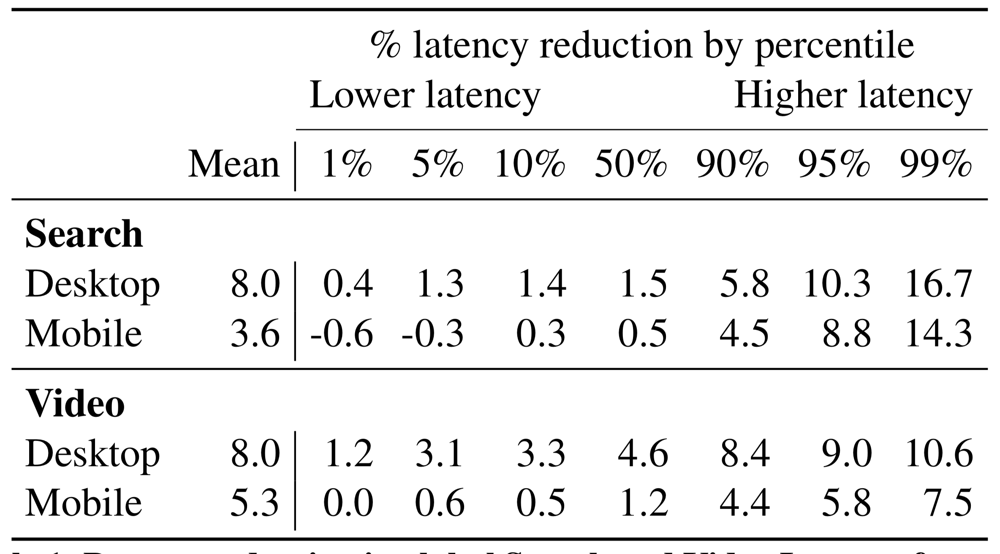 % latency reduction by percentile
Lower latency Higher latency
Mean 1% 5% 10% 50% 90% 95% 99%
Search
Desktop 8.0 0.4 1.3 1.4 1.5 5.8 10.3 16.7
Mobile 3.6 -0.6 -0.3 0.3 0.5 4.5 8.8 14.3
Video
Desktop 8.0 1.2 3.1 3.3 4.6 8.4 9.0 10.6
Mobile 5.3 0.0 0.6 0.5 1.2 4.4 5.8 7.5